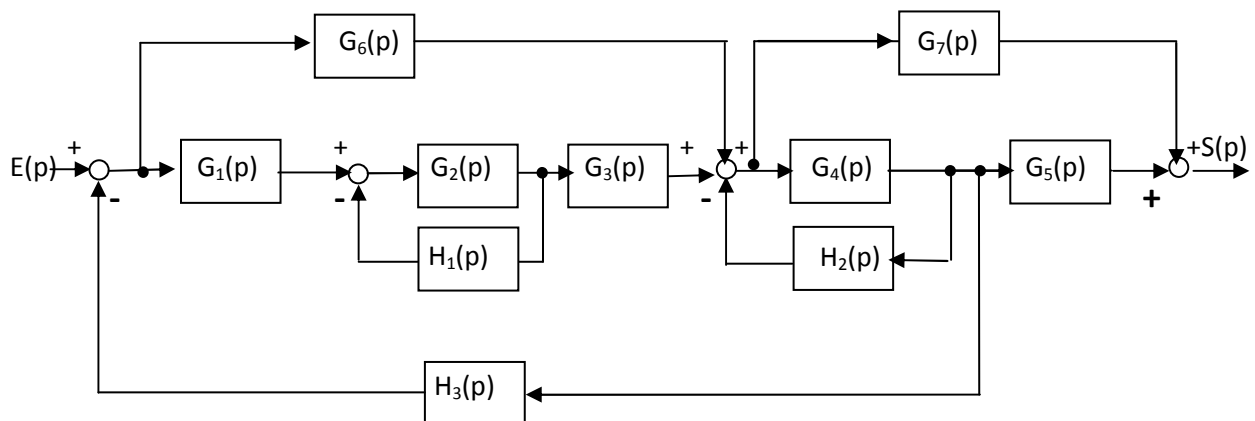 G₆(p)
G₇(p)
E(p)
+
-
G₁(p)
+
-
G₂(p)
G₃(p)
+
+
-
G₄(p)
G₅(p)
+
+S(p)
H₁(p)
H₂(p)
H₃(p)